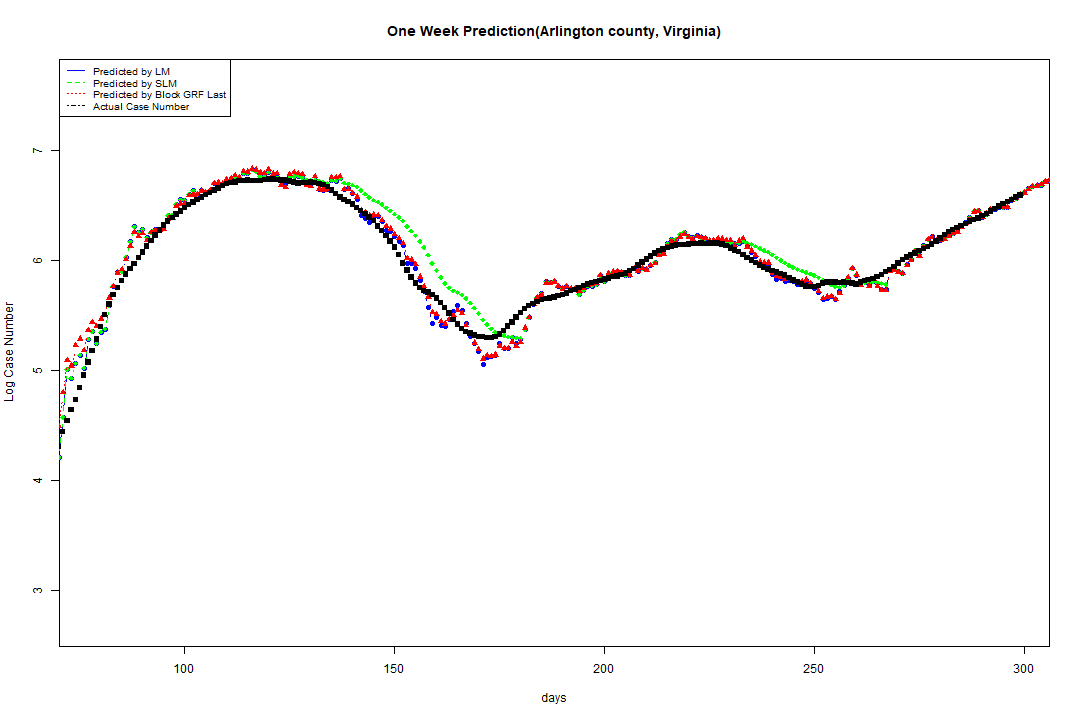 One Week Prediction(Arlington county, Virginia)
Predicted by LM
Predicted by SLM
Predicted by Block GRF Last
Actual Case Number
7
6
5
4
3
Log Case Number
100 150 200 250 300
days